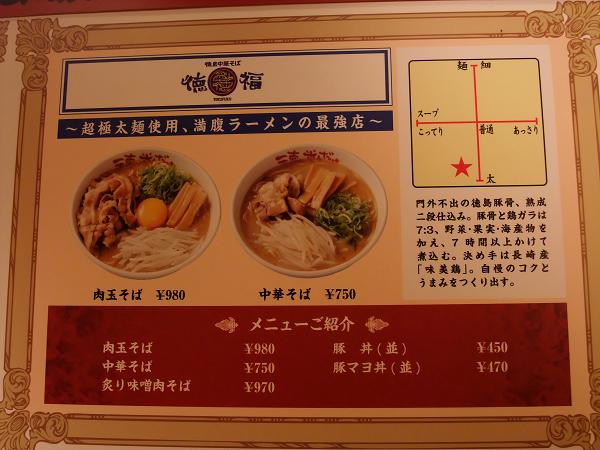 徳島中華そば
徳福
TOKUFUKU
～超極太麺使用、満腹ラーメンの最強店～
肉玉そば ¥980
中華そば ¥750
麺 細
スープ
こってり 普通 あっさり
太
門外不出の徳島豚骨、熟成
二段仕込み。豚骨と鶏ガラは
7:3、野菜・果実・海産物を
加え、7時間以上かけて
煮込む。決め手は長崎産
「味美鶏」。自慢のコクと
うまみをつくり出す。
メニューご紹介
肉玉そば ¥980
中華そば ¥750
炙り味噌肉そば ¥970
豚 丼(並) ¥450
豚マヨ丼(並) ¥470